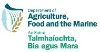 Department of
Agriculture,
Food and the Marine
An Roinn
Talmhaíochta,
Bia agus Mara